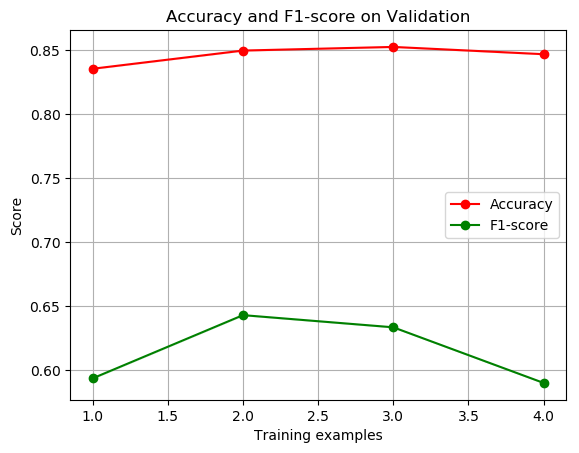 Accuracy and F1-score on Validation
0.85
0.80
0.75
0.70
0.65
0.60
Score
Accuracy
F1-score
1.0 1.5 2.0 2.5 3.0 3.5 4.0
Training examples